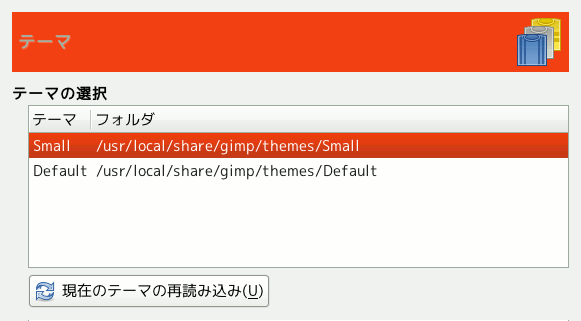 テーマ
テーマの選択
テーマ フォルダ
Small /usr/local/share/gimp/themes/Small
Default /usr/local/share/gimp/themes/Default
現在のテーマの再読み込み(U)